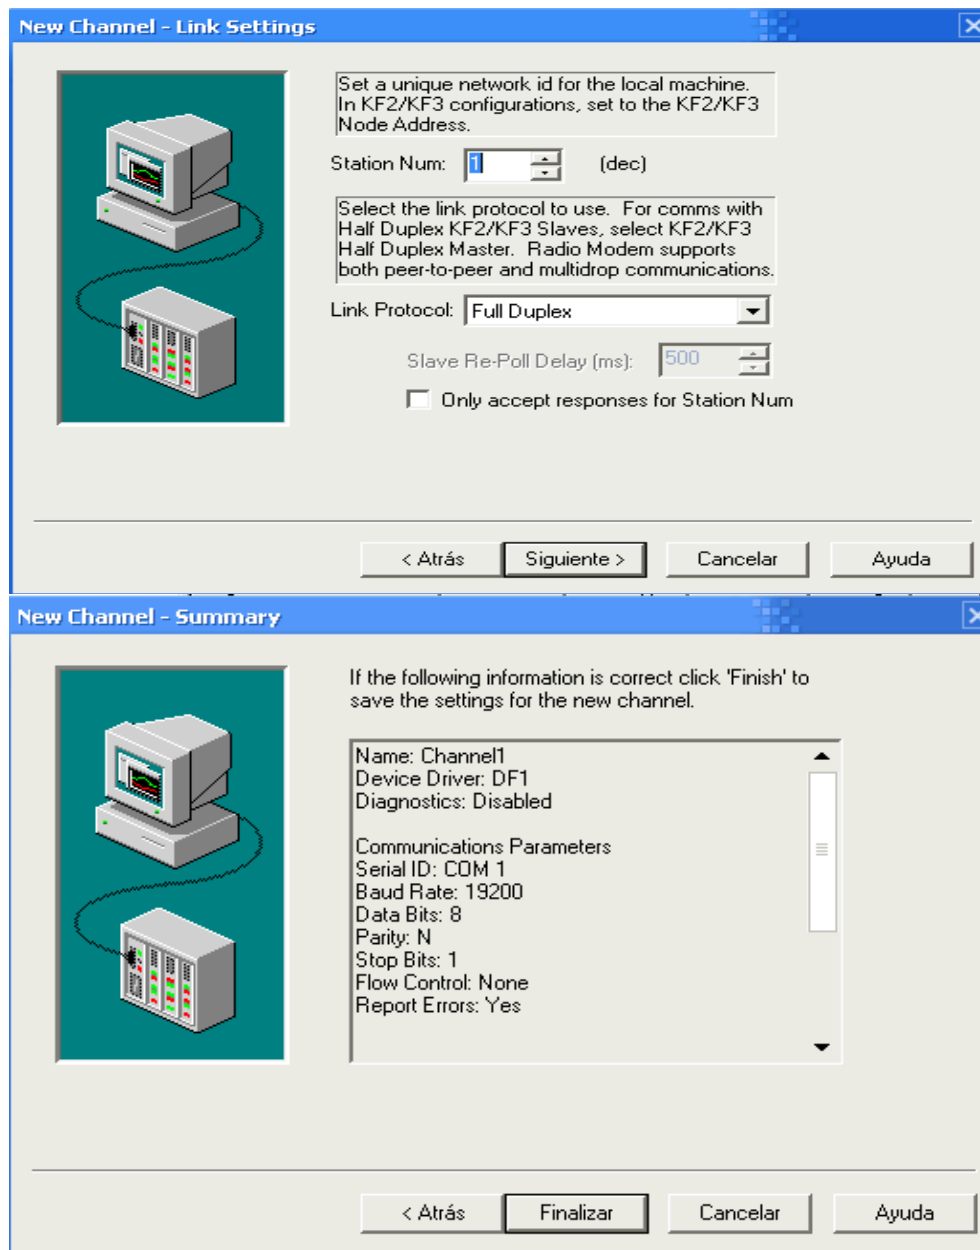 New Channel - Link Settings
Set a unique network id for the local machine.
In KF2/KF3 configurations, set to the KF2/KF3
Node Address.
Station Num: 1 (dec)
Select the link protocol to use. For comms with
Half Duplex KF2/KF3 Slaves, select KF2/KF3
Half Duplex Master. Radio Modem supports
both peer-to-peer and multidrop communications.
Link Protocol: Full Duplex
Slave Re-Poll Delay (ms): 500
Only accept responses for Station Num
< Atrás Siguiente > Cancelar Ayuda
New Channel - Summary
If the following information is correct click 'Finish' to
save the settings for the new channel.
Name: Channel1
Device Driver: DF1
Diagnostics: Disabled
Communications Parameters
Serial ID: COM 1
Baud Rate: 19200
Data Bits: 8
Parity: N
Stop Bits: 1
Flow Control: None
Report Errors: Yes
< Atrás Finalizar Cancelar Ayuda